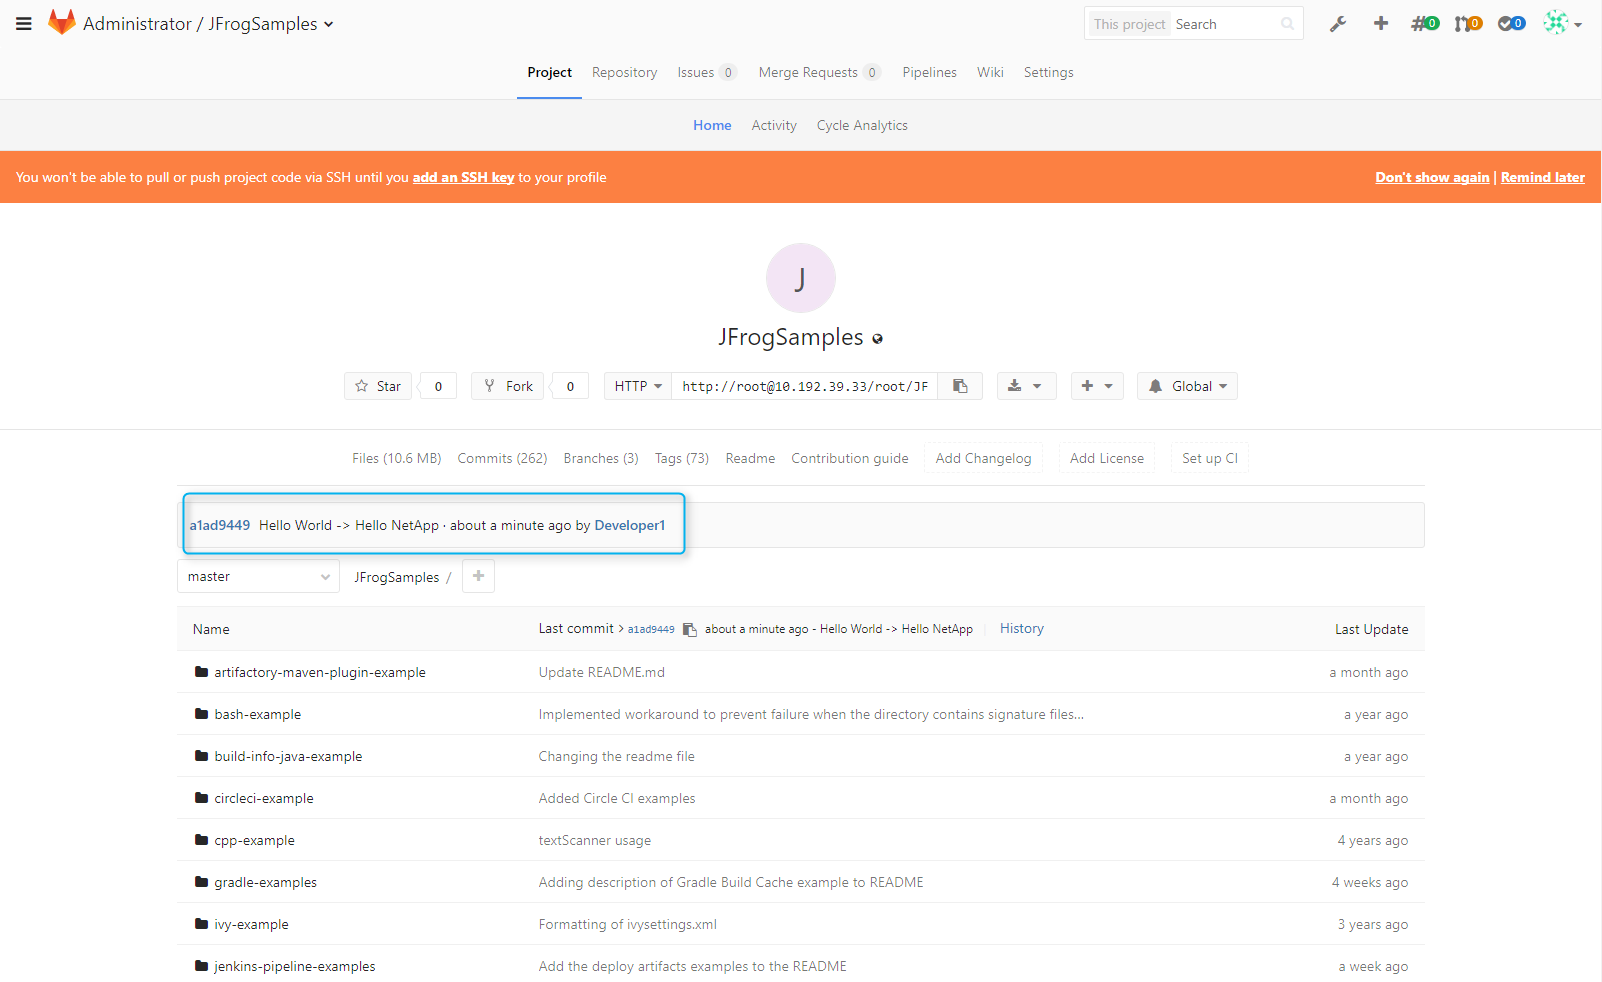 Administrator / JFrogSamples
This project Search
0 0 0
Project Repository Issues 0 Merge Requests 0 Pipelines Wiki Settings
Home Activity Cycle Analytics
You won't be able to pull or push project code via SSH until you add an SSH key to your profile Don't show again | Remind later
J
JFrogSamples
Star 0 Fork 0 HTTP http://root@10.192.39.33/root/JF Global
Files (10.6 MB) Commits (262) Branches (3) Tags (73) Readme Contribution guide Add Changelog Add License Set up CI
a1ad9449 Hello World -> Hello NetApp · about a minute ago by Developer1
master JFrogSamples / +
Name Last commit > a1ad9449 about a minute ago - Hello World -> Hello NetApp History Last Update
artifactory-maven-plugin-example Update README.md a month ago
bash-example Implemented workaround to prevent failure when the directory contains signature files... a year ago
build-info-java-example Changing the readme file a year ago
circleci-example Added Circle CI examples a month ago
cpp-example textScanner usage 4 years ago
gradle-examples Adding description of Gradle Build Cache example to README 4 weeks ago
ivy-example Formatting of ivysettings.xml 3 years ago
jenkins-pipeline-examples Add the deploy artifacts examples to the README a week ago